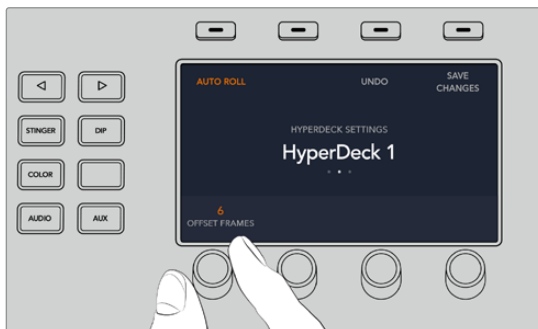 AUTO ROLL
UNDO
SAVE
CHANGES
STINGER
DIP
HYPERDECK SETTINGS
HyperDeck 1
COLOR
AUDIO
AUX
6
OFFSET FRAMES